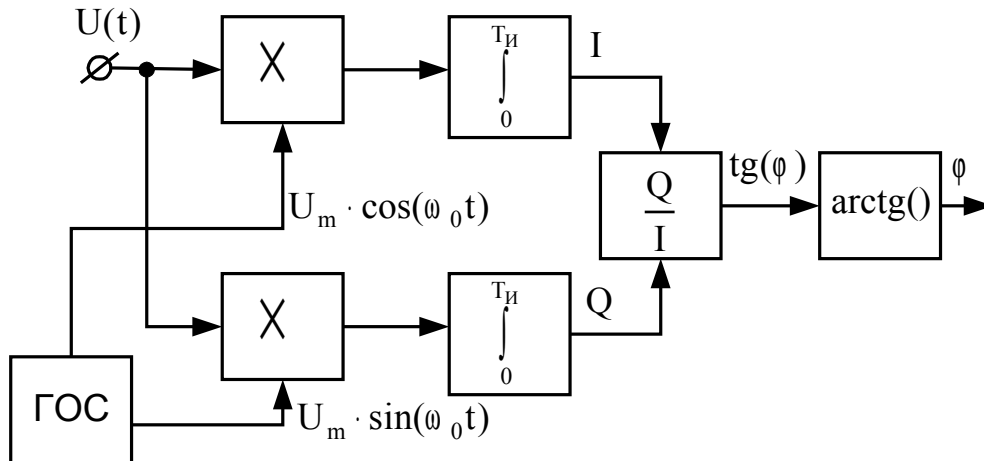 U(t)
X
T_И
∫
0
I
U_m · cos(ω_0t)
Q
I
tg(φ)
arctg()
φ
X
T_И
∫
0
Q
ГОС
U_m · sin(ω_0t)